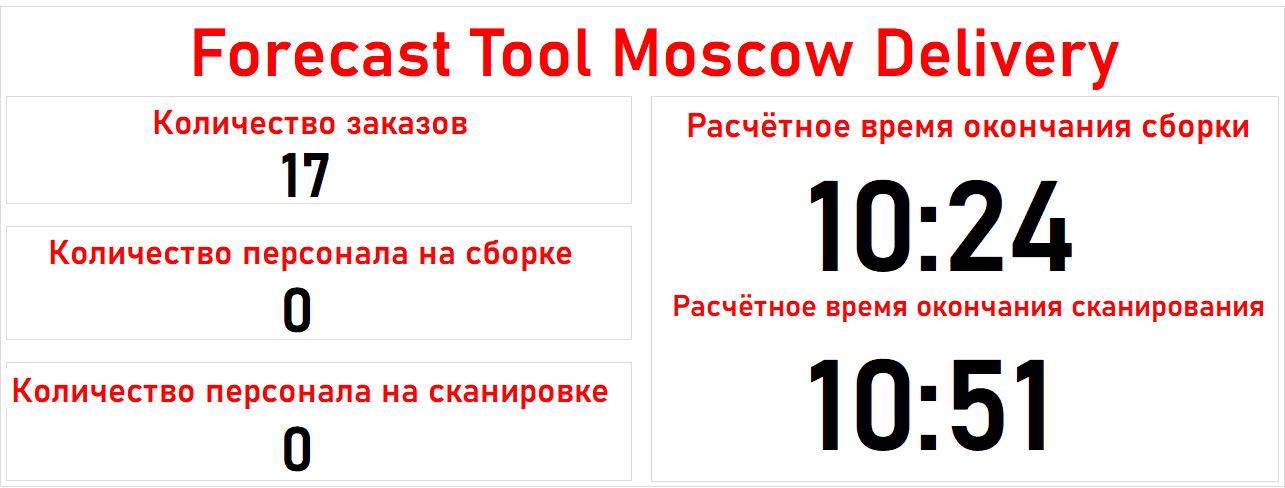 Forecast Tool Moscow Delivery
Количество заказов
17
Количество персонала на сборке
0
Количество персонала на сканировке
0
Расчётное время окончания сборки
10:24
Расчётное время окончания сканирования
10:51